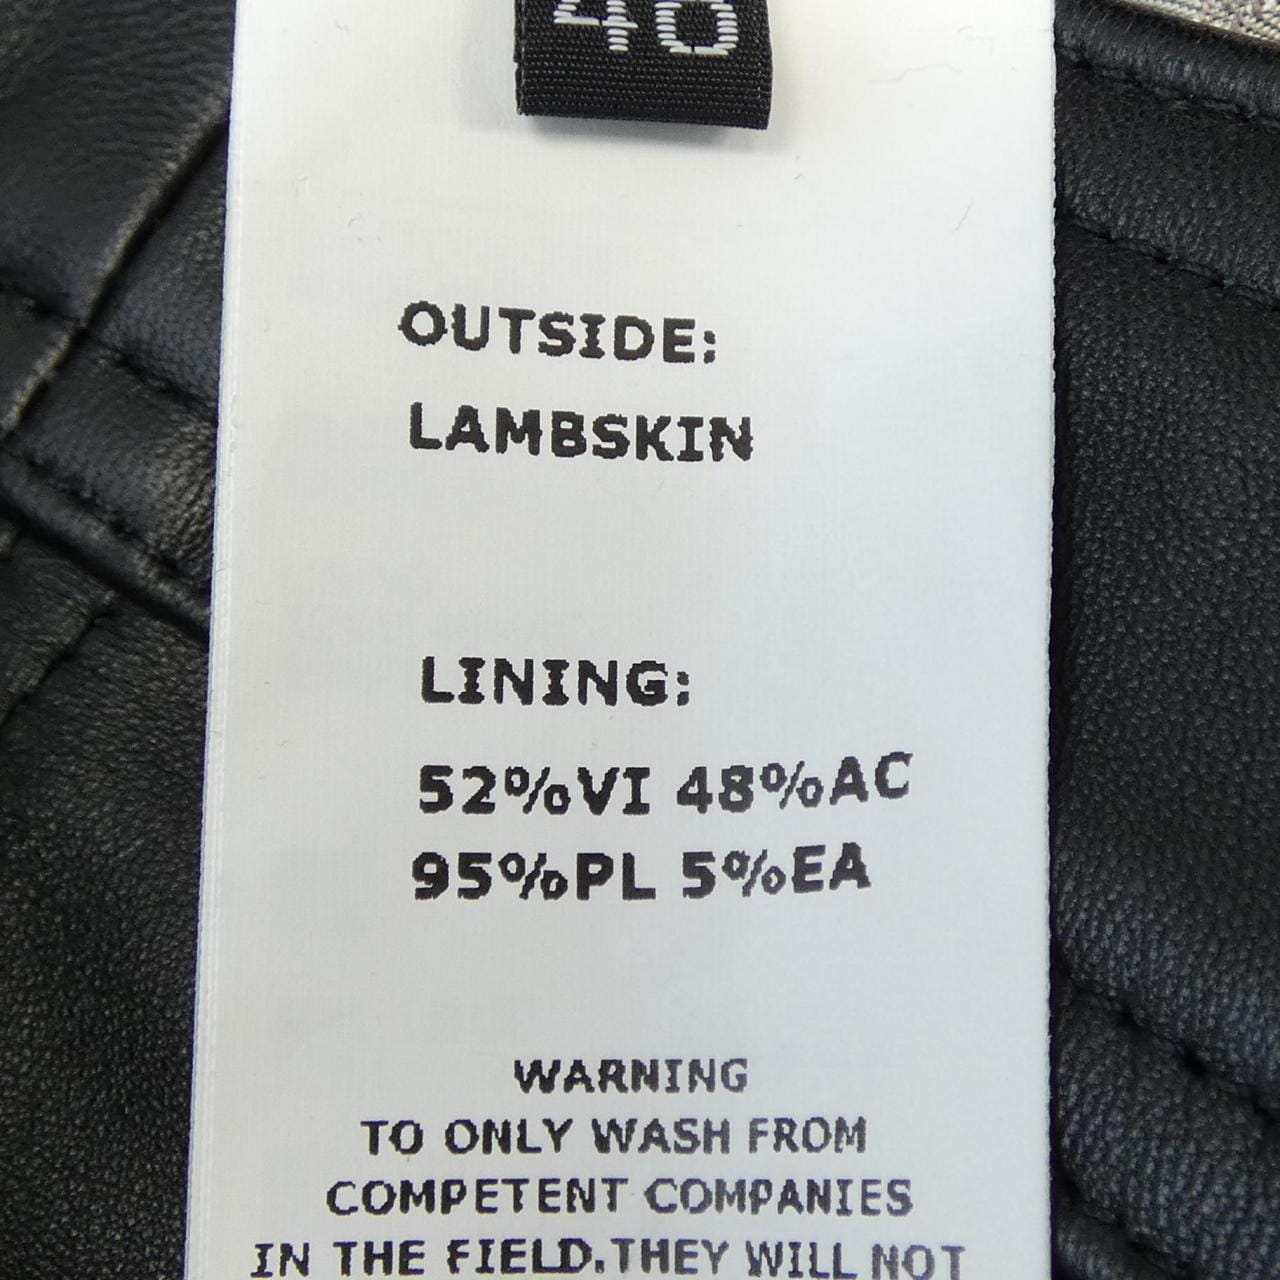 OUTSIDE:
LAMBSKIN
LINING:
52%VI 48%AC
95%PL 5%EA
WARNING
TO ONLY WASH FROM
COMPETENT COMPANIES
IN THE FIELD.THEY WILL NOT